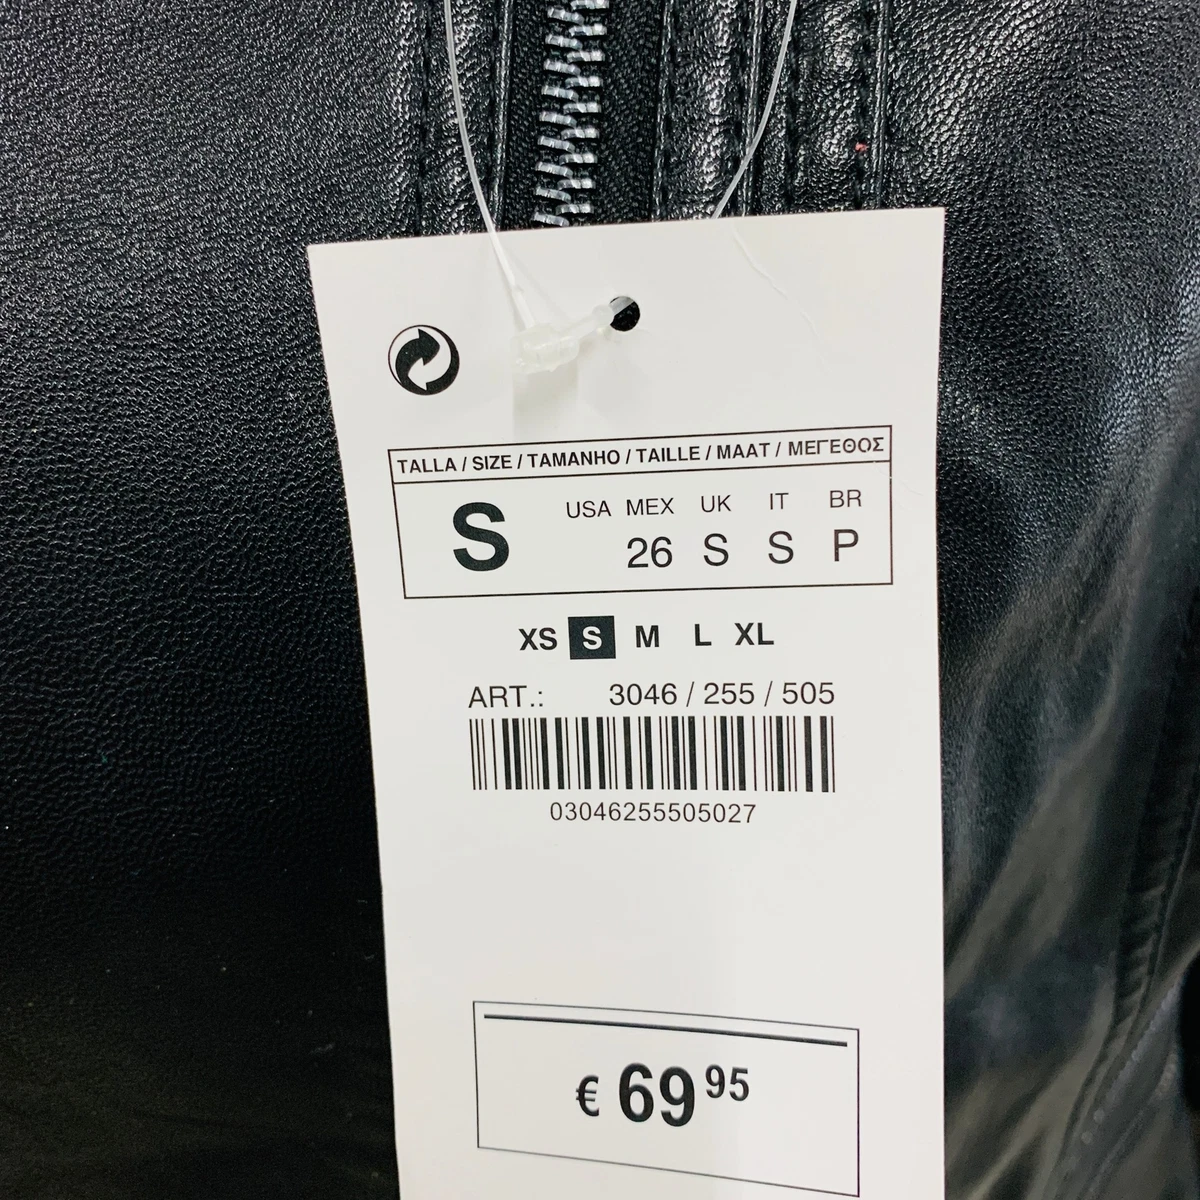 TALLA / SIZE / TAMANHO / TAILLE / MAAT / ΜΕΓΕΘΟΣ
S
USA MEX UK IT BR
26 S S P
XS S M L XL
ART.: 3046 / 255 / 505
03046255505027
€ 69 95